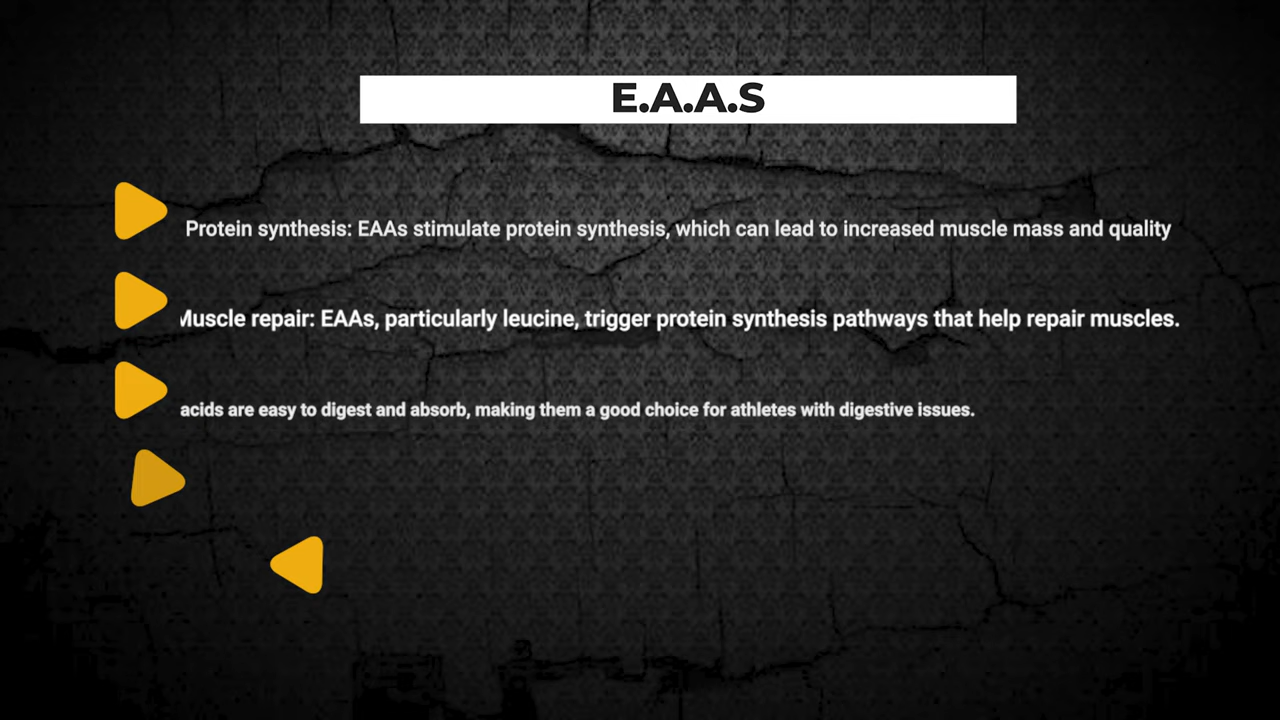 E.A.A.S
Protein synthesis: EAAs stimulate protein synthesis, which can lead to increased muscle mass and quality
Muscle repair: EAAs, particularly leucine, trigger protein synthesis pathways that help repair muscles.
acids are easy to digest and absorb, making them a good choice for athletes with digestive issues.